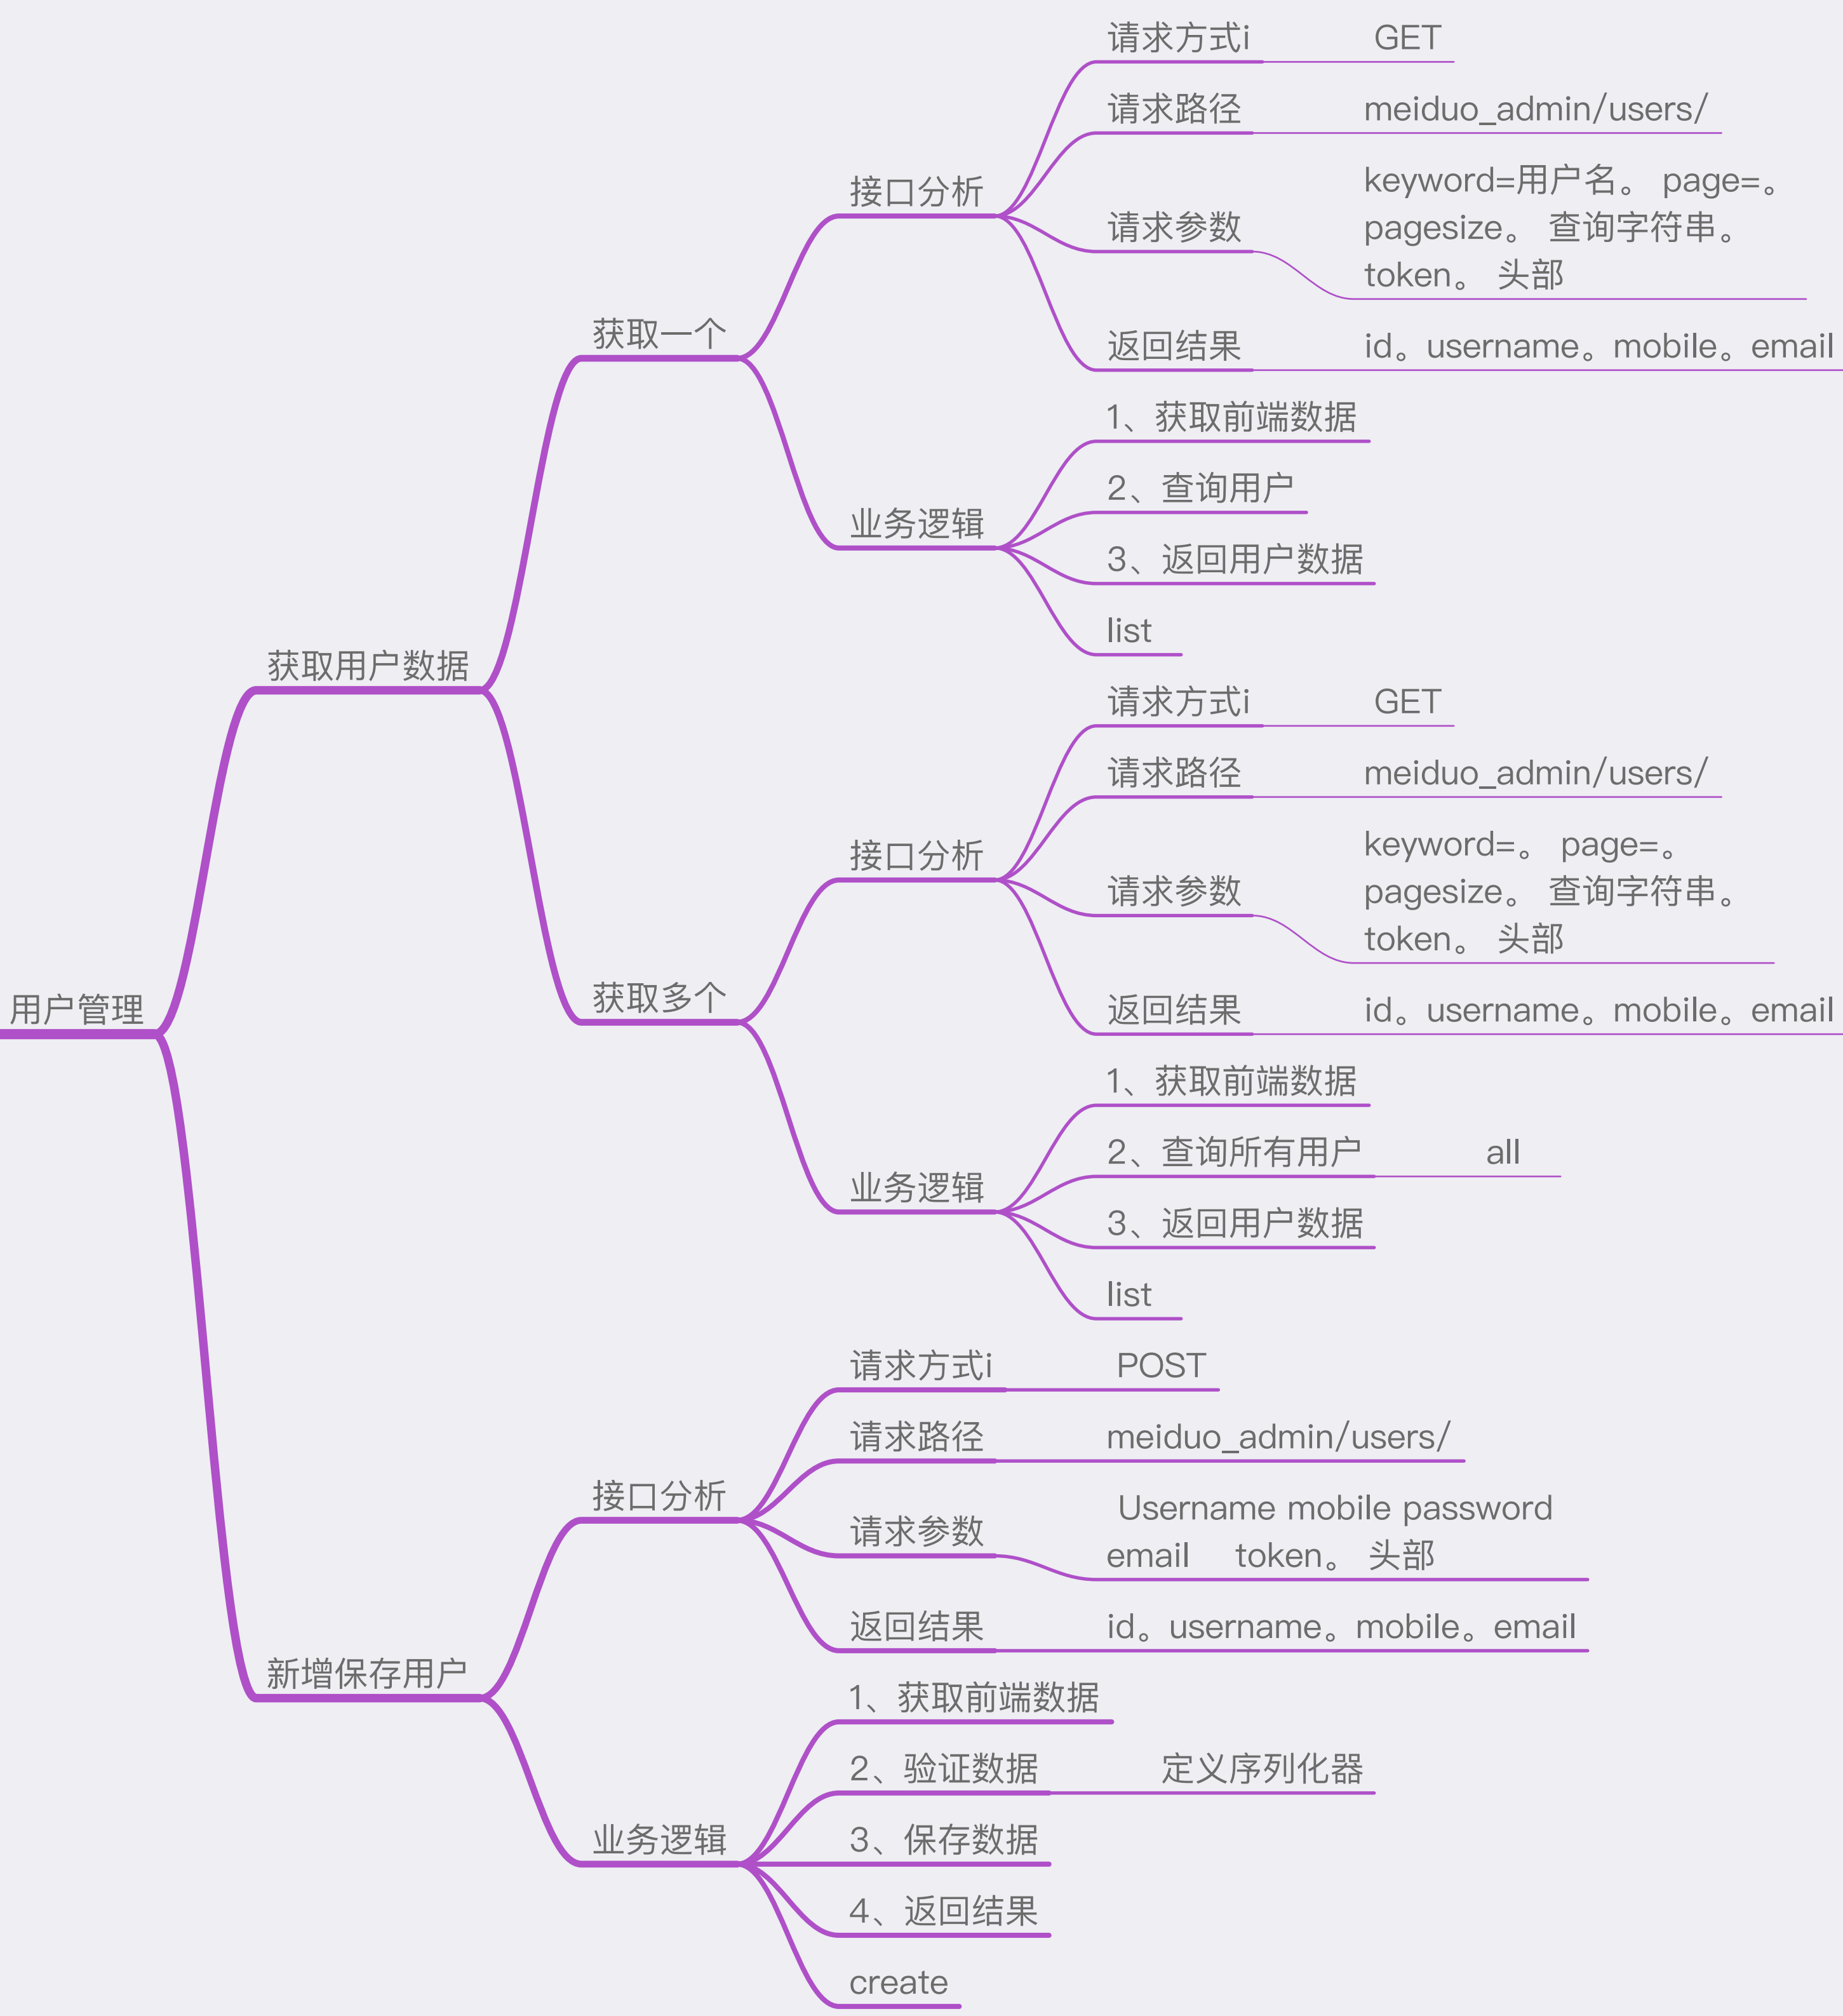 用户管理
获取用户数据
获取一个
接口分析
请求方式i
GET
请求路径
meiduo_admin/users/
请求参数
keyword=用户名。 page=。
pagesize。 查询字符串。
token。 头部
返回结果
id。username。mobile。email
业务逻辑
1、获取前端数据
2、查询用户
3、返回用户数据
list
获取多个
接口分析
请求方式i
GET
请求路径
meiduo_admin/users/
请求参数
keyword=。 page=。
pagesize。 查询字符串。
token。 头部
返回结果
id。username。mobile。email
业务逻辑
1、获取前端数据
2、查询所有用户
all
3、返回用户数据
list
新增保存用户
接口分析
请求方式i
POST
请求路径
meiduo_admin/users/
请求参数
Username mobile password
email token。 头部
返回结果
id。username。mobile。email
业务逻辑
1、获取前端数据
2、验证数据
定义序列化器
3、保存数据
4、返回结果
create